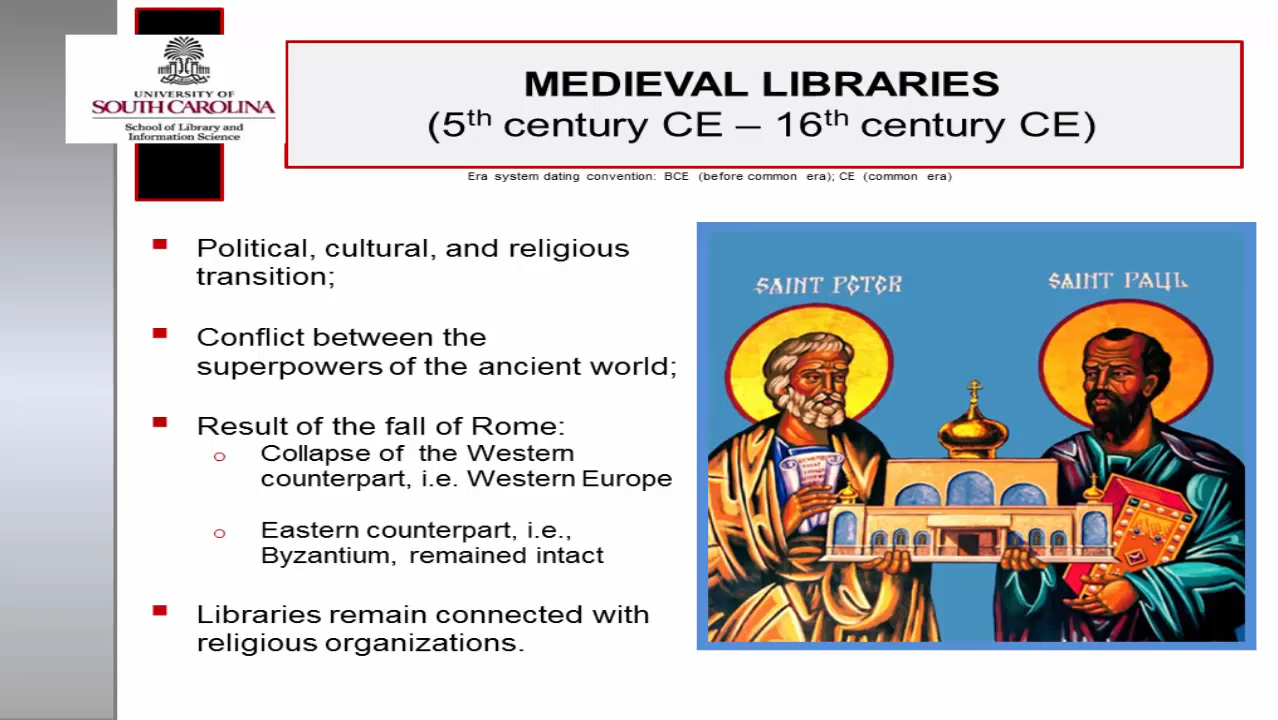 UNIVERSITY OF
SOUTH CAROLINA
School of Library and
Information Science
MEDIEVAL LIBRARIES
(5th century CE – 16th century CE)
Era system dating convention: BCE (before common era); CE (common era)
Political, cultural, and religious
transition;
Conflict between the
superpowers of the ancient world;
Result of the fall of Rome:
Collapse of the Western
counterpart, i.e. Western Europe
Eastern counterpart, i.e.,
Byzantium, remained intact
Libraries remain connected with
religious organizations.
SAINT PETER
SAINT PAUL